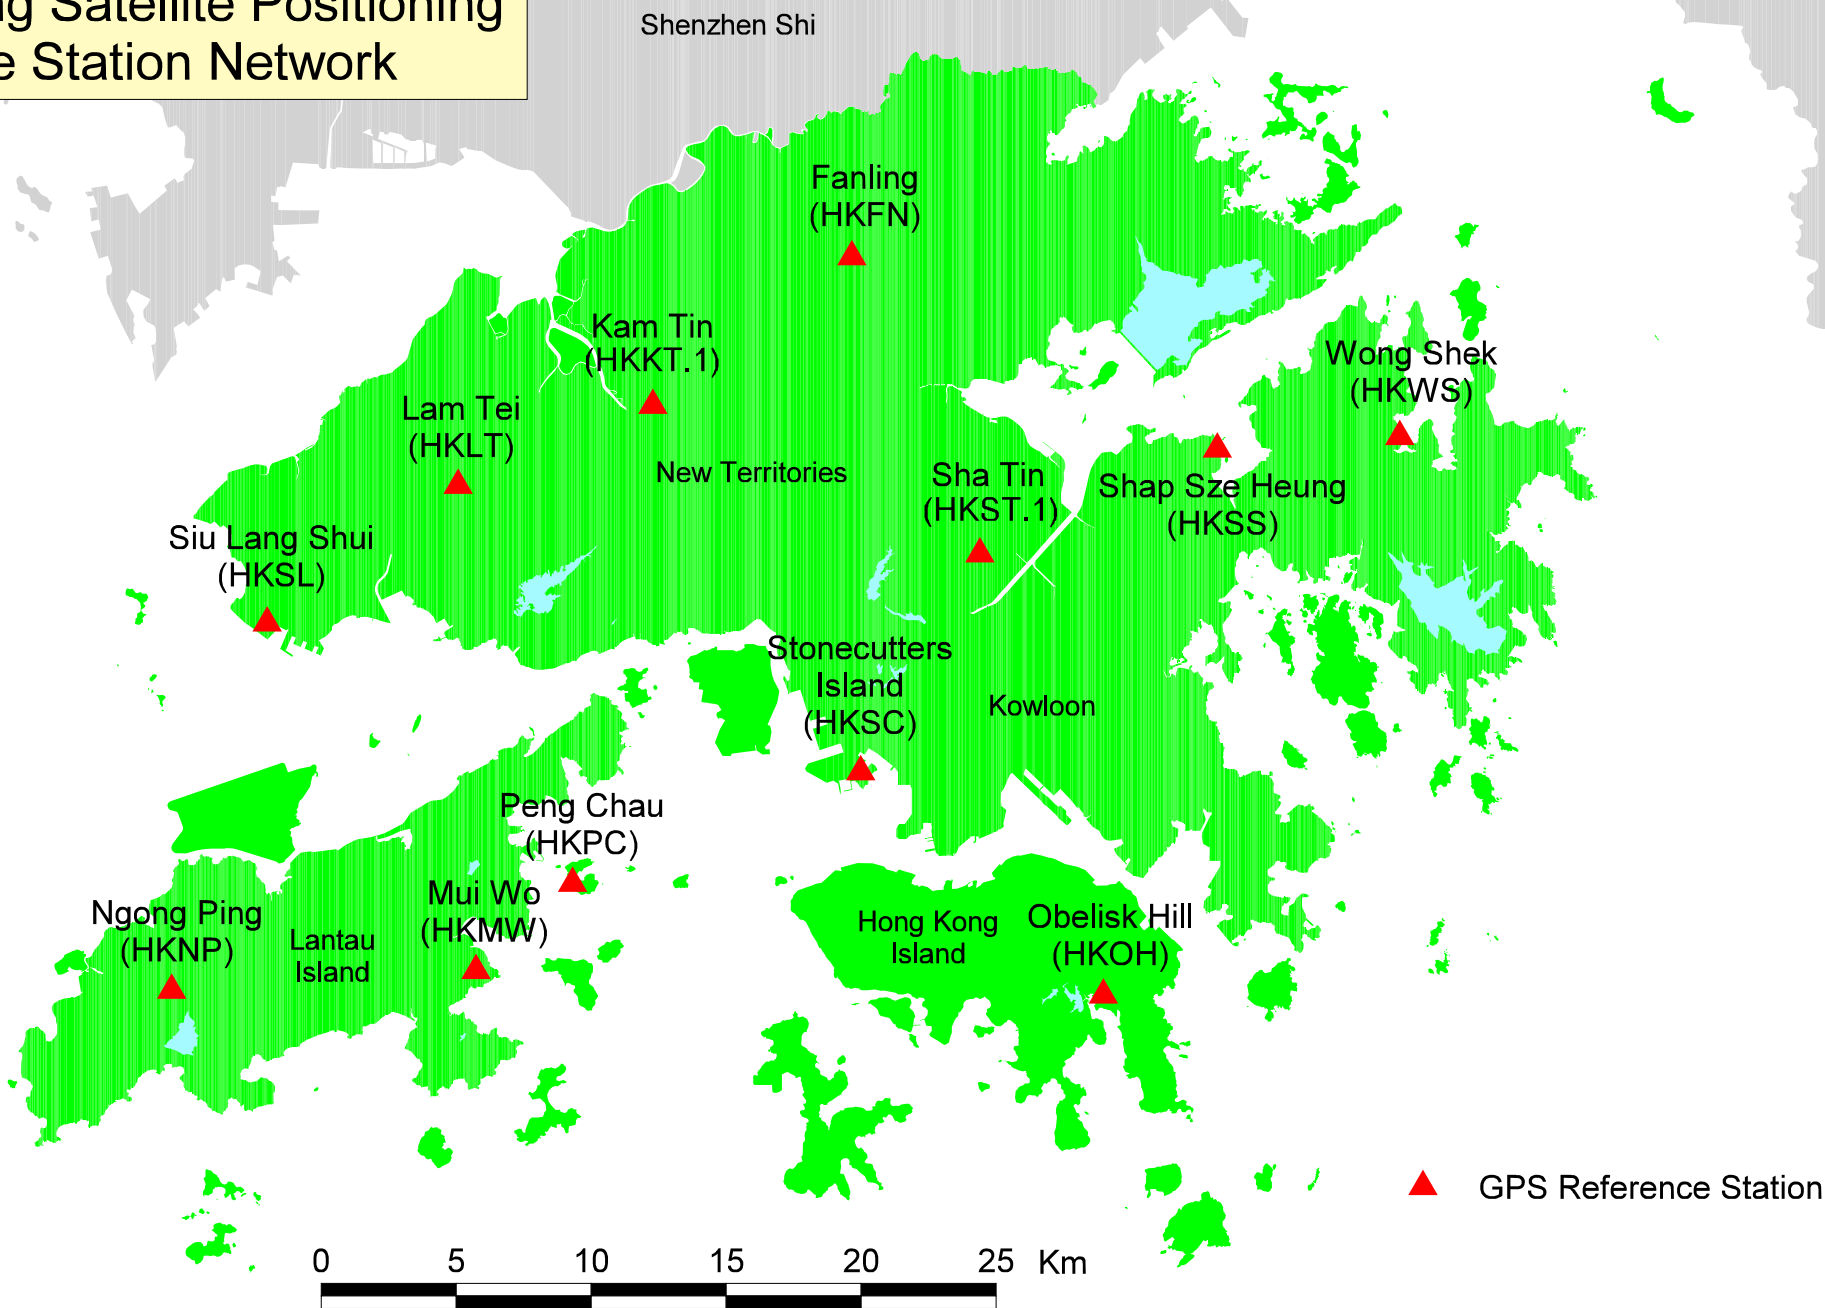 Satellite Positioning
Station Network
Shenzhen Shi
Fanling
(HKFN)
Kam Tin
(HKKT.1)
Wong Shek
(HKWS)
Lam Tei
(HKLT)
New Territories
Sha Tin
(HKST.1)
Shap Sze Heung
(HKSS)
Siu Lang Shui
(HKSL)
Stonecutters
Island
(HKSC)
Kowloon
Peng Chau
(HKPC)
Mui Wo
(HKMW)
Ngong Ping
(HKNP)
Lantau
Island
Hong Kong
Island
Obelisk Hill
(HKOH)
GPS Reference Station
0 5 10 15 20 25 Km